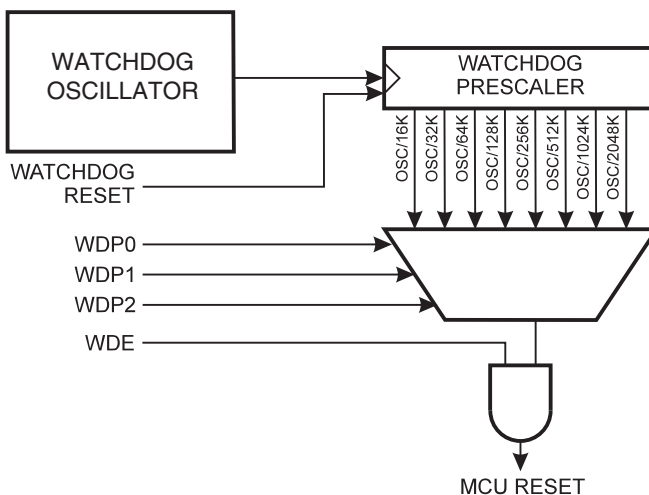 WATCHDOG
OSCILLATOR
WATCHDOG
PRESCALER
WATCHDOG
RESET
OSC/16K
OSC/32K
OSC/64K
OSC/128K
OSC/256K
OSC/512K
OSC/1024K
OSC/2048K
WDP0
WDP1
WDP2
WDE
MCU RESET